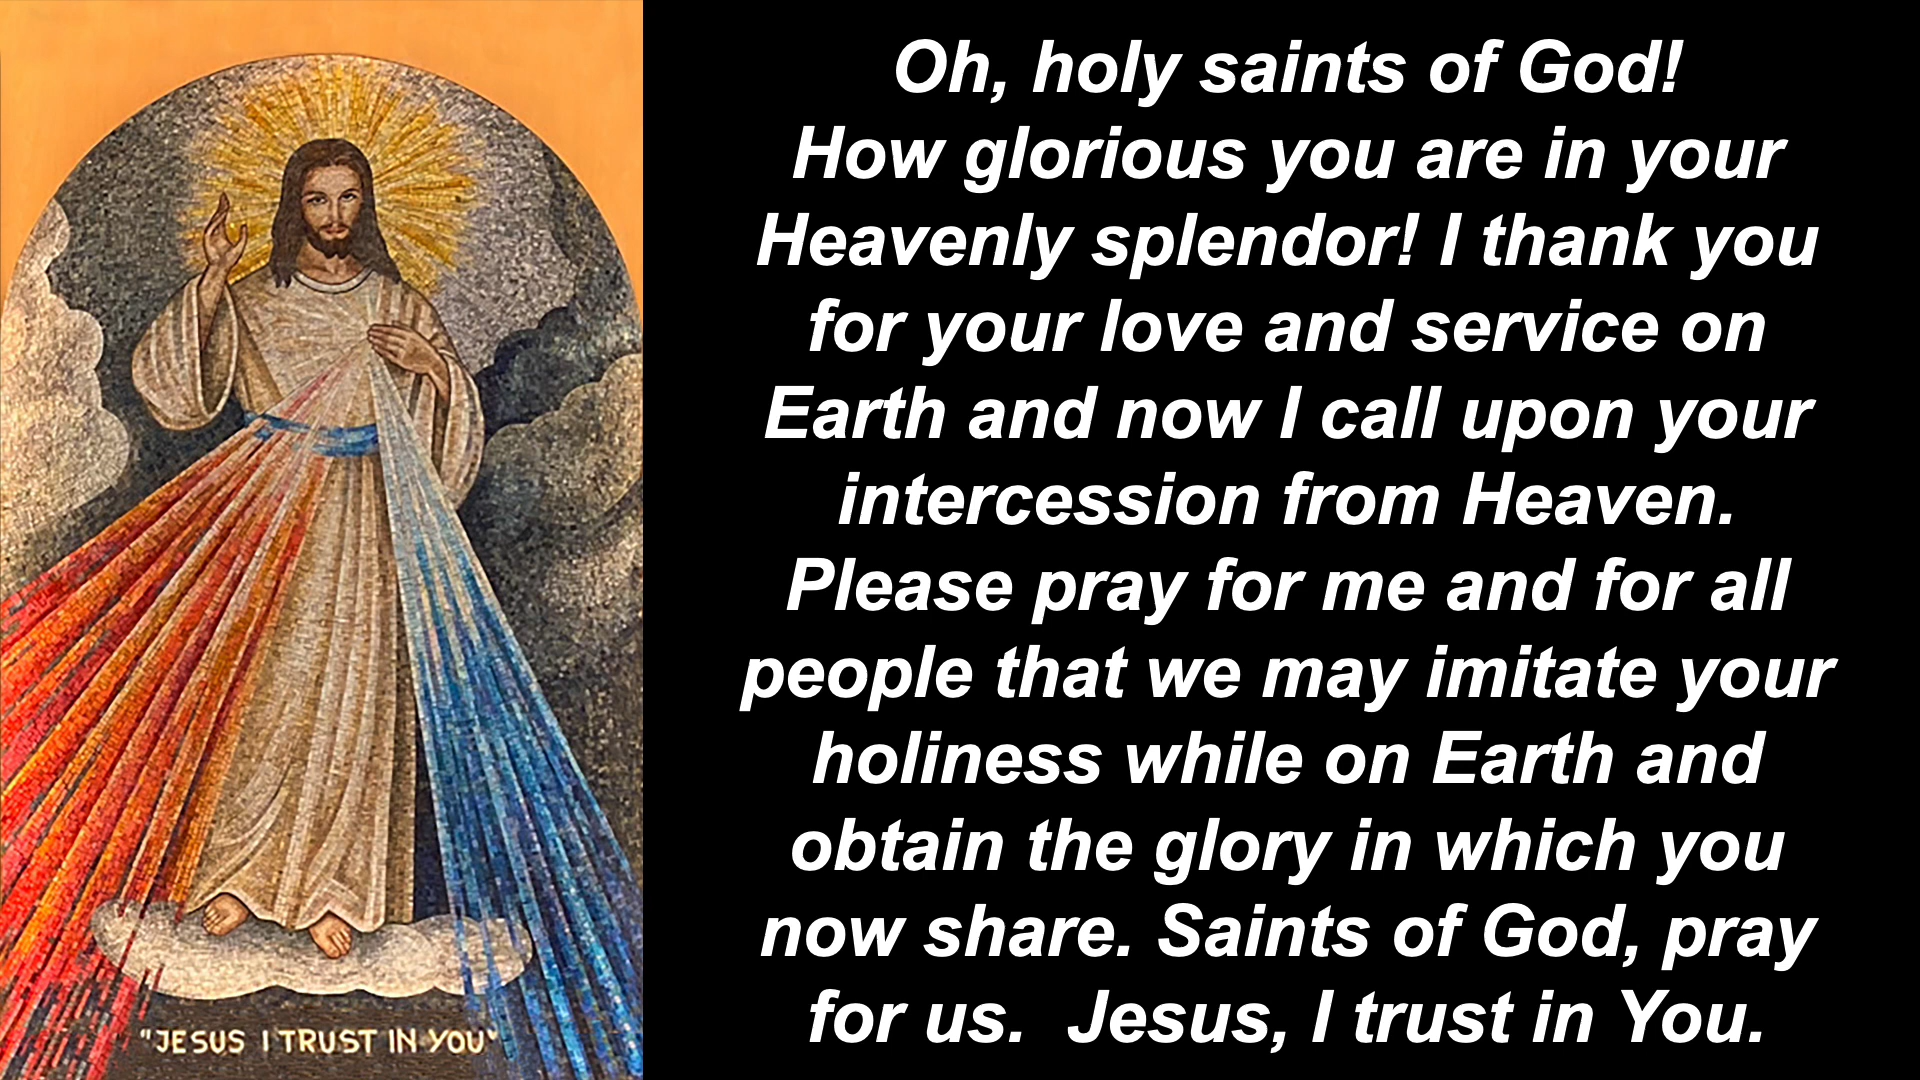 Oh, holy saints of God!
How glorious you are in your
Heavenly splendor! I thank you
for your love and service on
Earth and now I call upon your
intercession from Heaven.
Please pray for me and for all
people that we may imitate your
holiness while on Earth and
obtain the glory in which you
now share. Saints of God, pray
for us.  Jesus, I trust in You.
"JESUS I TRUST IN YOU"